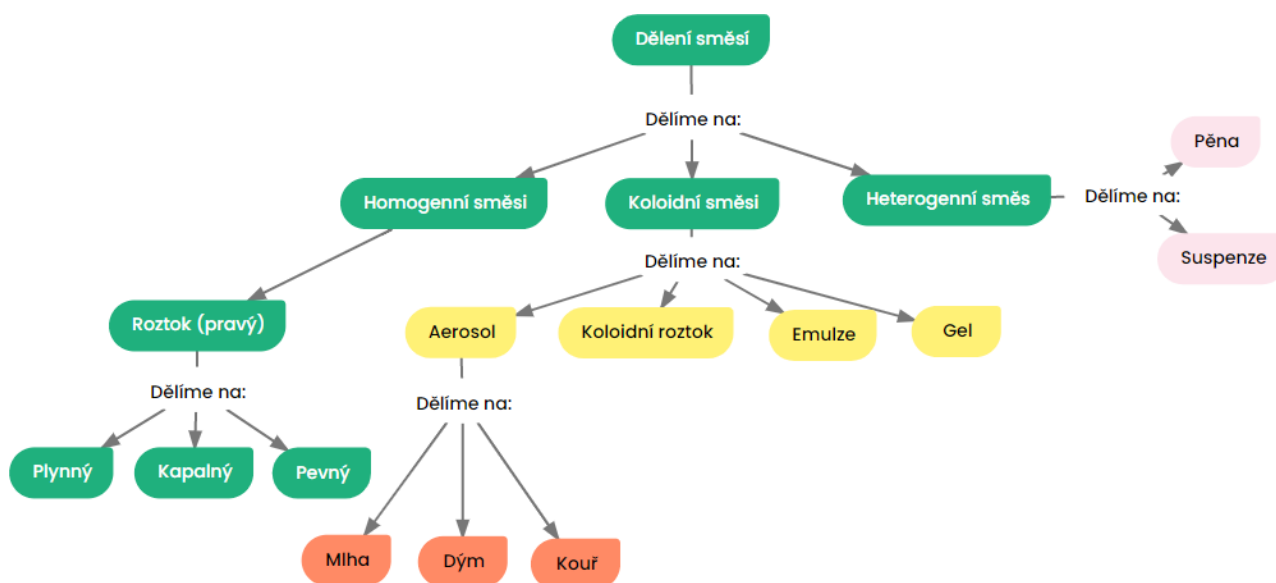 Dělení směsí
Dělíme na:
Homogenní směsi
Koloidní směsi
Heterogenní směs
Dělíme na:
Pěna
Suspenze
Dělíme na:
Roztok (pravý)
Aerosol
Koloidní roztok
Emulze
Gel
Dělíme na:
Dělíme na:
Plynný
Kapalný
Pevný
Mlha
Dým
Kouř